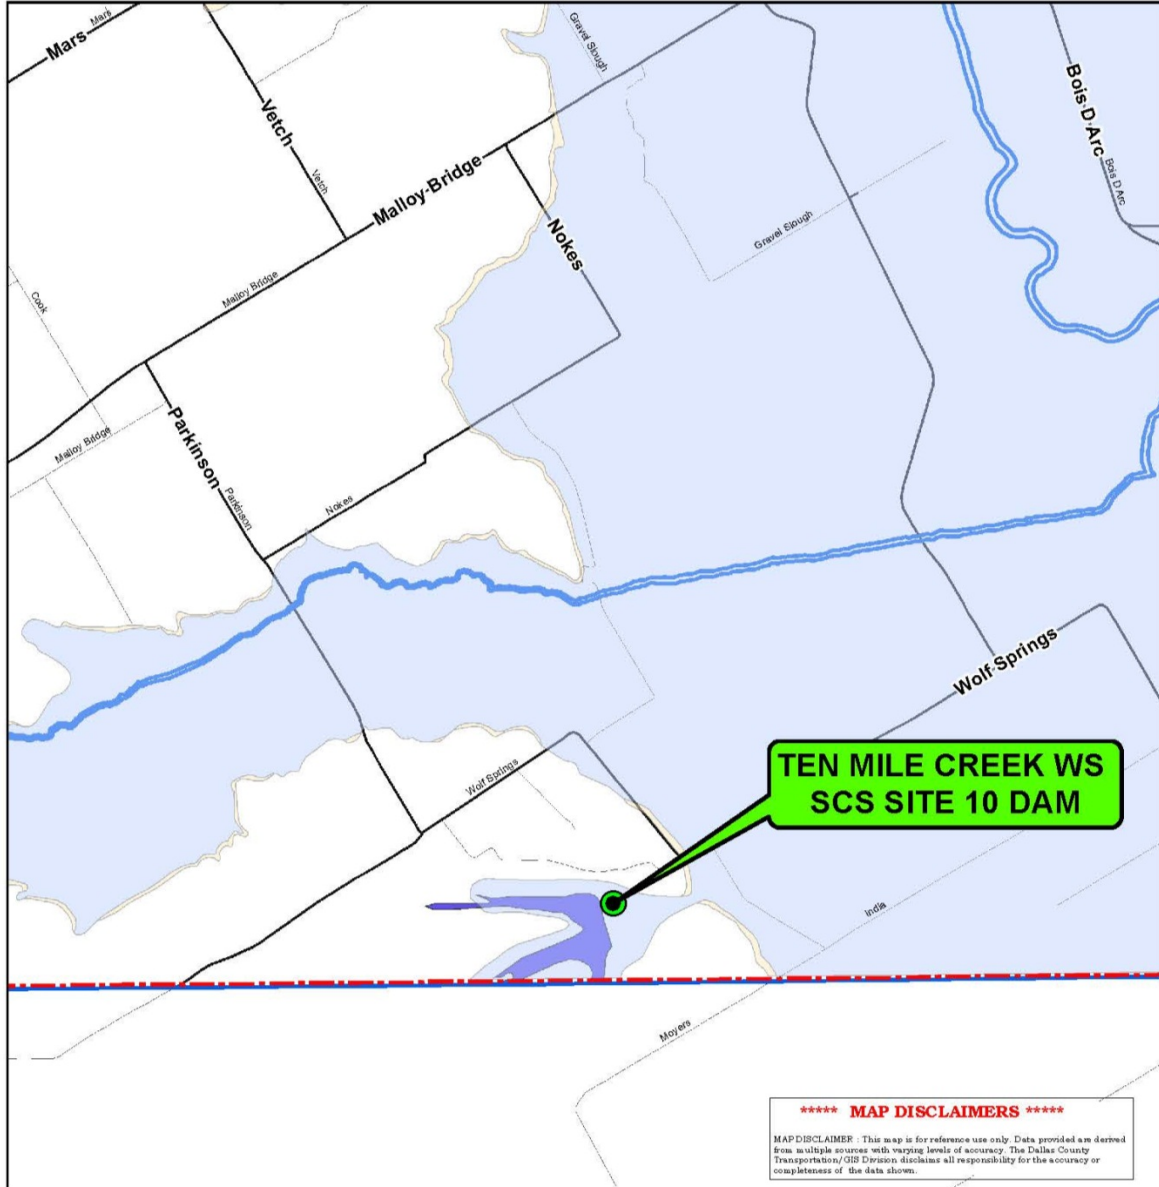 Mars
Mars
Gravel Slough
Bois D Arc
Vetch
Bois D Arc
Vetch
Malloy-Bridge
Nokes
Gravel Slough
Malloy Bridge
Cook
Parkinson
Malloy Bridge
Parkinson
Nokes
Wolf-Springs
TEN MILE CREEK WS
SCS SITE 10 DAM
Wolf Springs
India
Moyers
***** MAP DISCLAIMERS *****
MAP DISCLAIMER : This map is for reference use only. Data provided are derived
from multiple sources with varying levels of accuracy. The Dallas County
Transportation/GIS Division disclaims all responsibility for the accuracy or
completeness of the data shown.